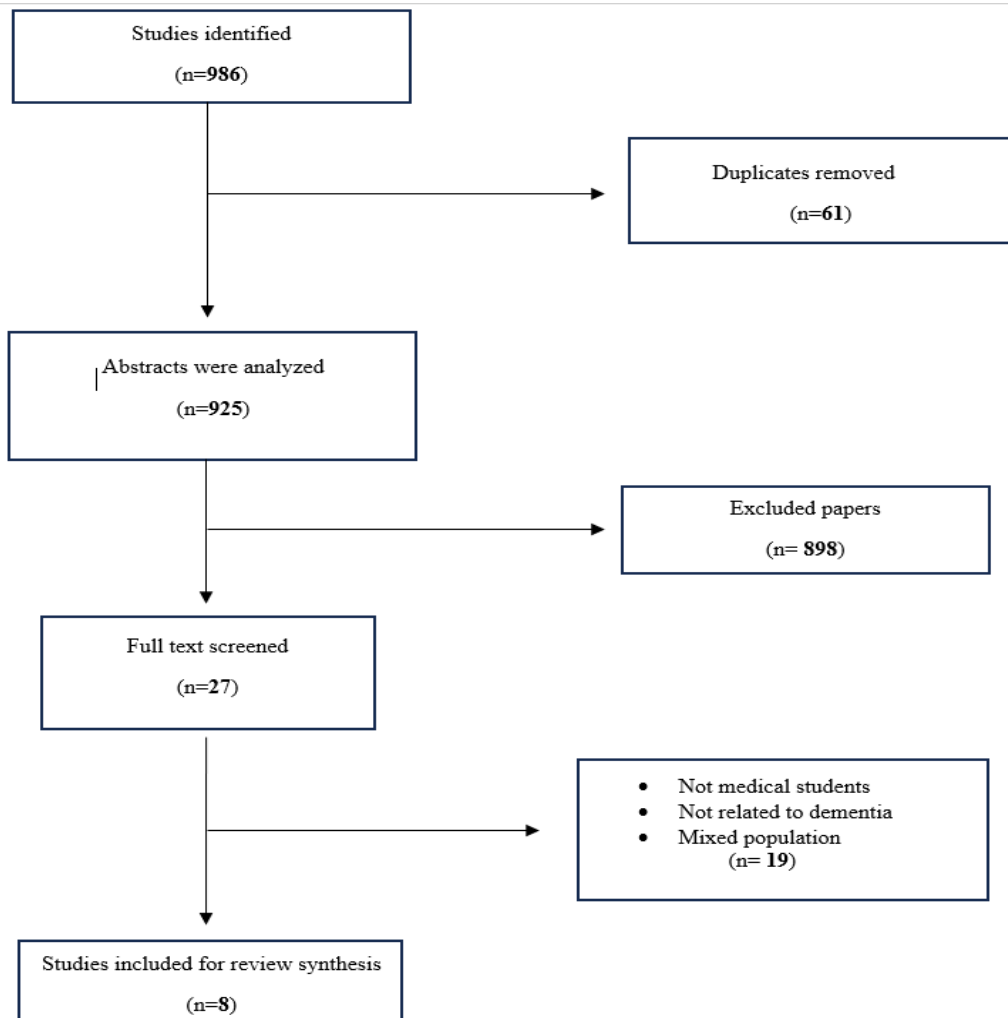 Studies identified
(n=986)
Duplicates removed
(n=61)
Abstracts were analyzed
(n=925)
Excluded papers
(n= 898)
Full text screened
(n=27)
• Not medical students
• Not related to dementia
• Mixed population
(n= 19)
Studies included for review synthesis
(n=8)